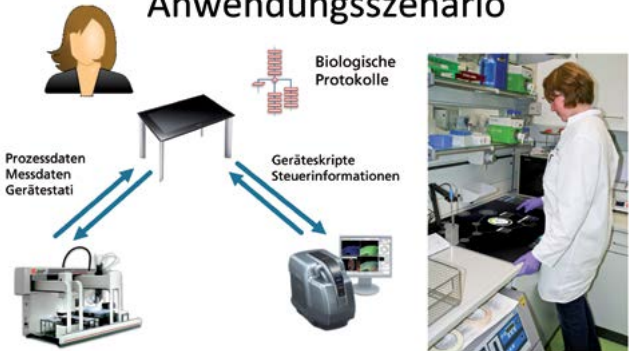 Anwendungsszenario
Biologische
Protokolle
Prozessdaten
Messdaten
Gerätestati
Geräteskripte
Steuerinformationen